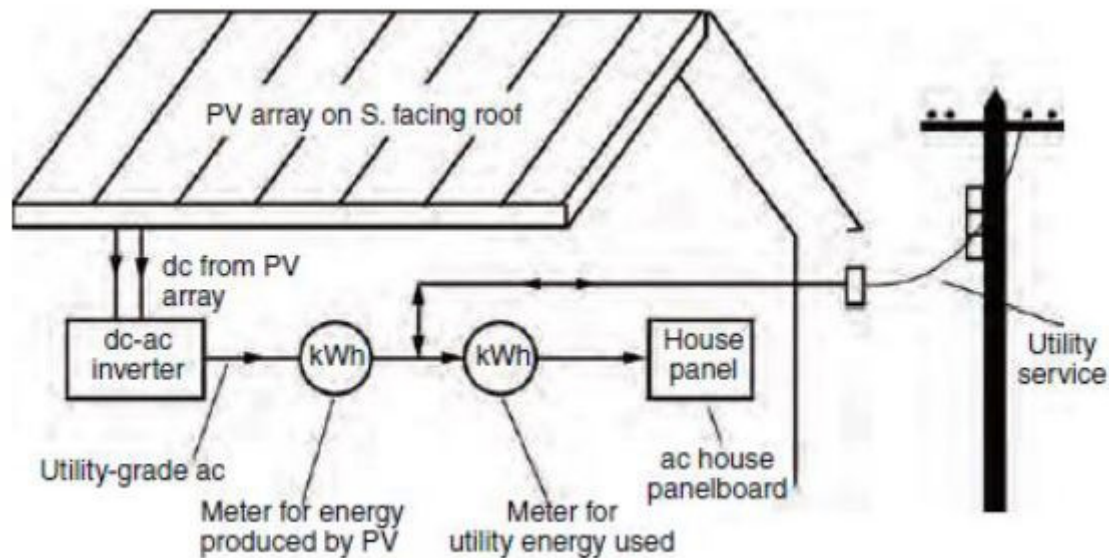 PV array on S. facing roof
dc from PV
array
dc-ac
inverter
kWh
kWh
House
panel
Utility
service
Utility-grade ac
ac house
panelboard
Meter for energy
produced by PV
Meter for
utility energy used